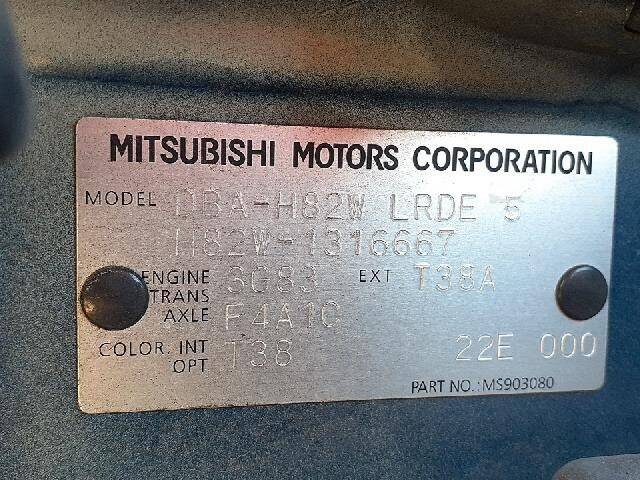 MITSUBISHI MOTORS CORPORATION
MODEL DBA-H82W LRDE 5
H82W-1316667
ENGINE 3G83 EXT T38A
TRANS
AXLE F4A1C
COLOR. INT T38 22E 000
OPT
PART NO.: MS903080